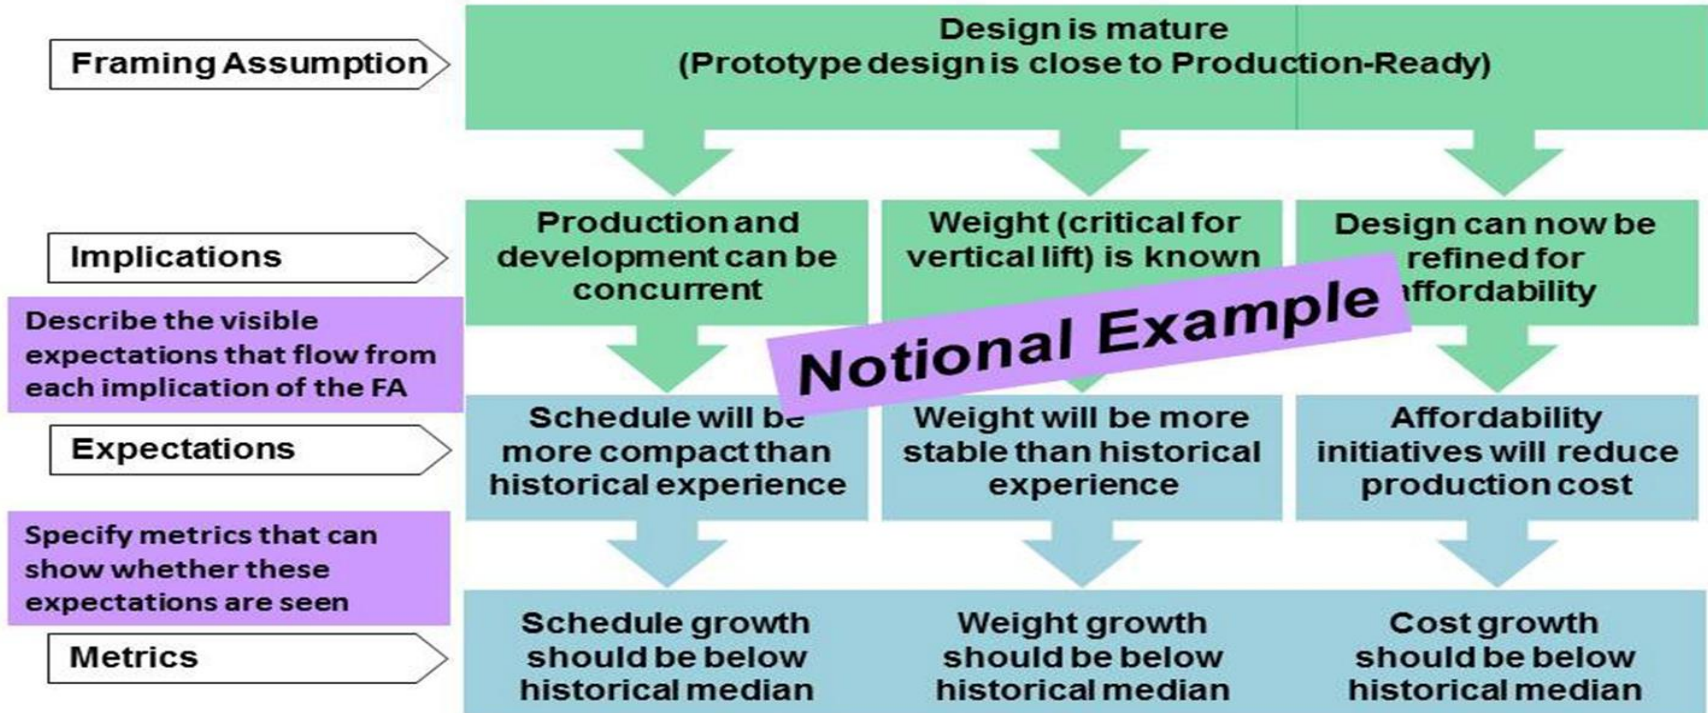 Framing Assumption
Design is mature
(Prototype design is close to Production-Ready)
Implications
Production and
development can be
concurrent
Weight (critical for
vertical lift) is known
Design can now be
refined for
affordability
Notional Example
Describe the visible
expectations that flow from
each implication of the FA
Expectations
Schedule will be
more compact than
historical experience
Weight will be more
stable than historical
experience
Affordability
initiatives will reduce
production cost
Specify metrics that can
show whether these
expectations are seen
Metrics
Schedule growth
should be below
historical median
Weight growth
should be below
historical median
Cost growth
should be below
historical median